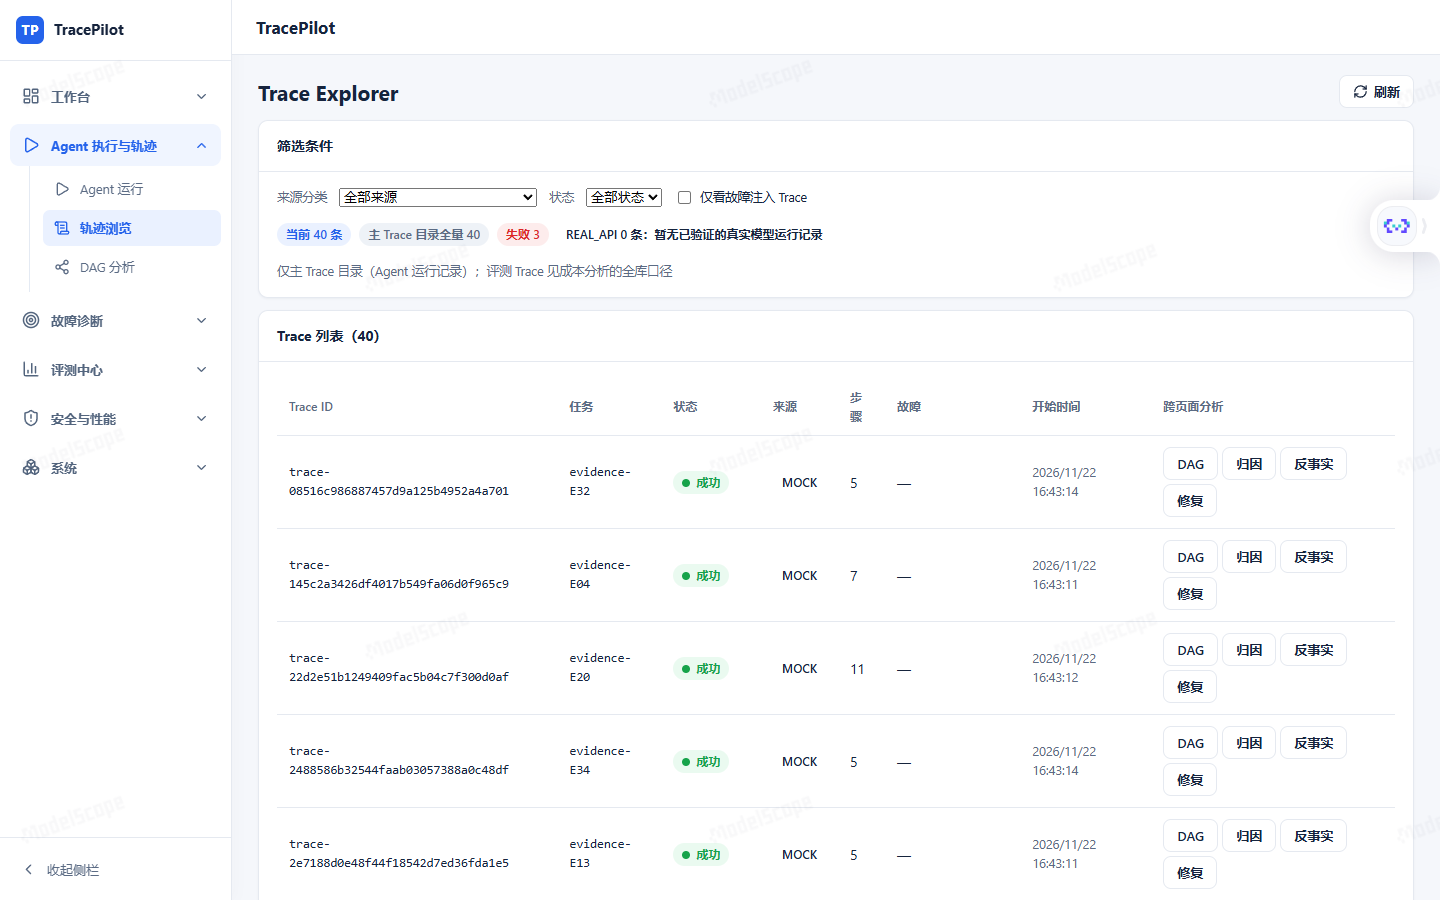 TP TracePilot
TracePilot
工作台
Agent 执行与轨迹
Agent 运行
轨迹浏览
DAG 分析
故障诊断
评测中心
安全与性能
系统
收起侧栏
Trace Explorer
刷新
筛选条件
来源分类 全部来源 状态 全部状态 仅看故障注入 Trace
当前 40 条 主 Trace 目录全量 40 失败 3 REAL_API 0 条：暂无已验证的真实模型运行记录
仅主 Trace 目录（Agent 运行记录）；评测 Trace 见成本分析的全库口径
Trace 列表（40）
Trace ID 任务 状态 来源 步骤 故障 开始时间 跨页面分析
trace-
08516c986887457d9a125b4952a4a701
evidence-
E32
成功 MOCK 5 —
2026/11/22
16:43:14
DAG 归因 反事实
修复
trace-
145c2a3426df4017b549fa06d0f965c9
evidence-
E04
成功 MOCK 7 —
2026/11/22
16:43:11
DAG 归因 反事实
修复
trace-
22d2e51b1249409fac5b04c7f300d0af
evidence-
E20
成功 MOCK 11 —
2026/11/22
16:43:12
DAG 归因 反事实
修复
trace-
2488586b32544faab03057388a0c48df
evidence-
E34
成功 MOCK 5 —
2026/11/22
16:43:14
DAG 归因 反事实
修复
trace-
2e7188d0e48f44f18542d7ed36fda1e5
evidence-
E13
成功 MOCK 5 —
2026/11/22
16:43:11
DAG 归因 反事实
修复
ModelScope